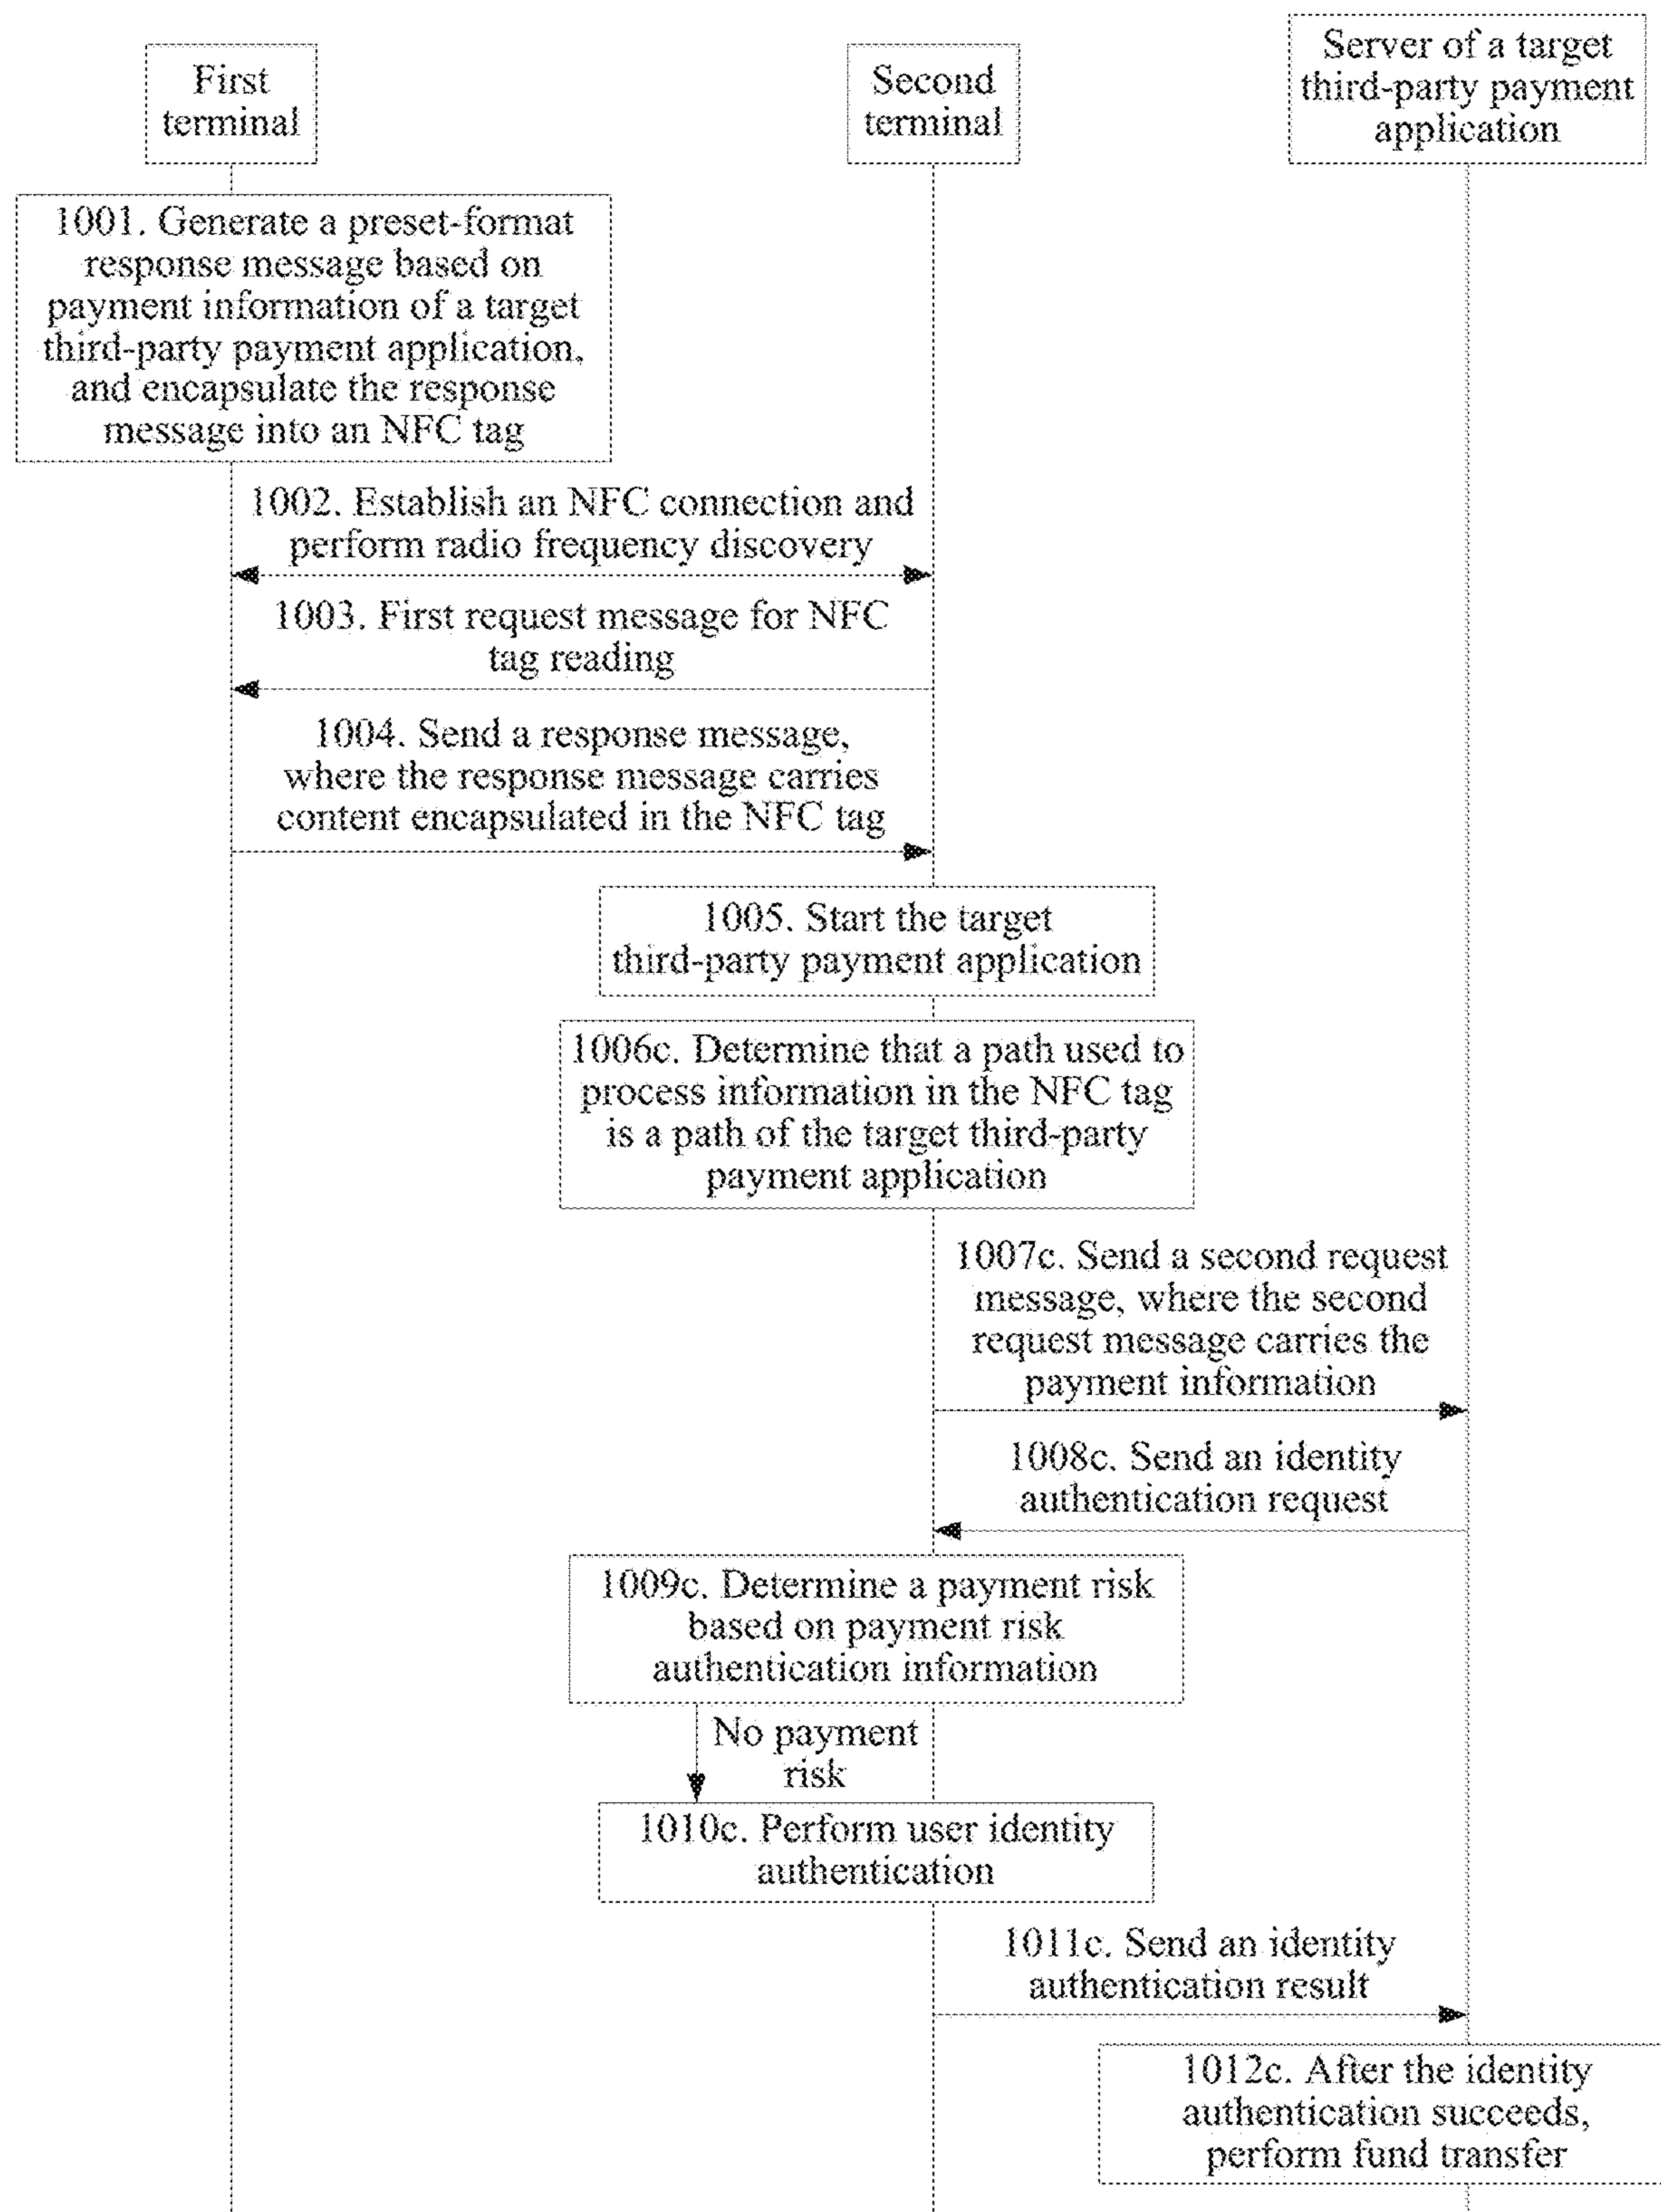 First
terminal
Second
terminal
Server of a target
third-party payment
application
1001. Generate a preset-format
response message based on
payment information of a target
third-party payment application,
and encapsulate the response
message into an NFC tag
1002. Establish an NFC connection and
perform radio frequency discovery
1003. First request message for NFC
tag reading
1004. Send a response message,
where the response message carries
content encapsulated in the NFC tag
1005. Start the target
third-party payment application
1006c. Determine that a path used to
process information in the NFC tag
is a path of the target third-party
payment application
1007c. Send a second request
message, where the second
request message carries the
payment information
1008c. Send an identity
authentication request
1009c. Determine a payment risk
based on payment risk
authentication information
No payment
risk
1010c. Perform user identity
authentication
1011c. Send an identity
authentication result
1012c. After the identity
authentication succeeds,
perform fund transfer